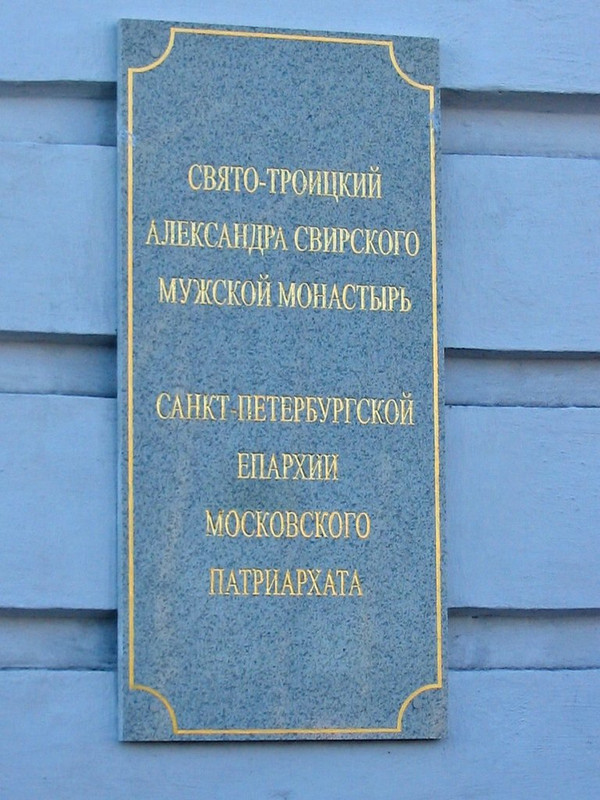 СВЯТО-ТРОИЦКИЙ
АЛЕКСАНДРА СВИРСКОГО
МУЖСКОЙ МОНАСТЫРЬ
САНКТ-ПЕТЕРБУРГСКОЙ
ЕПАРХИИ
МОСКОВСКОГО
ПАТРИАРХАТА